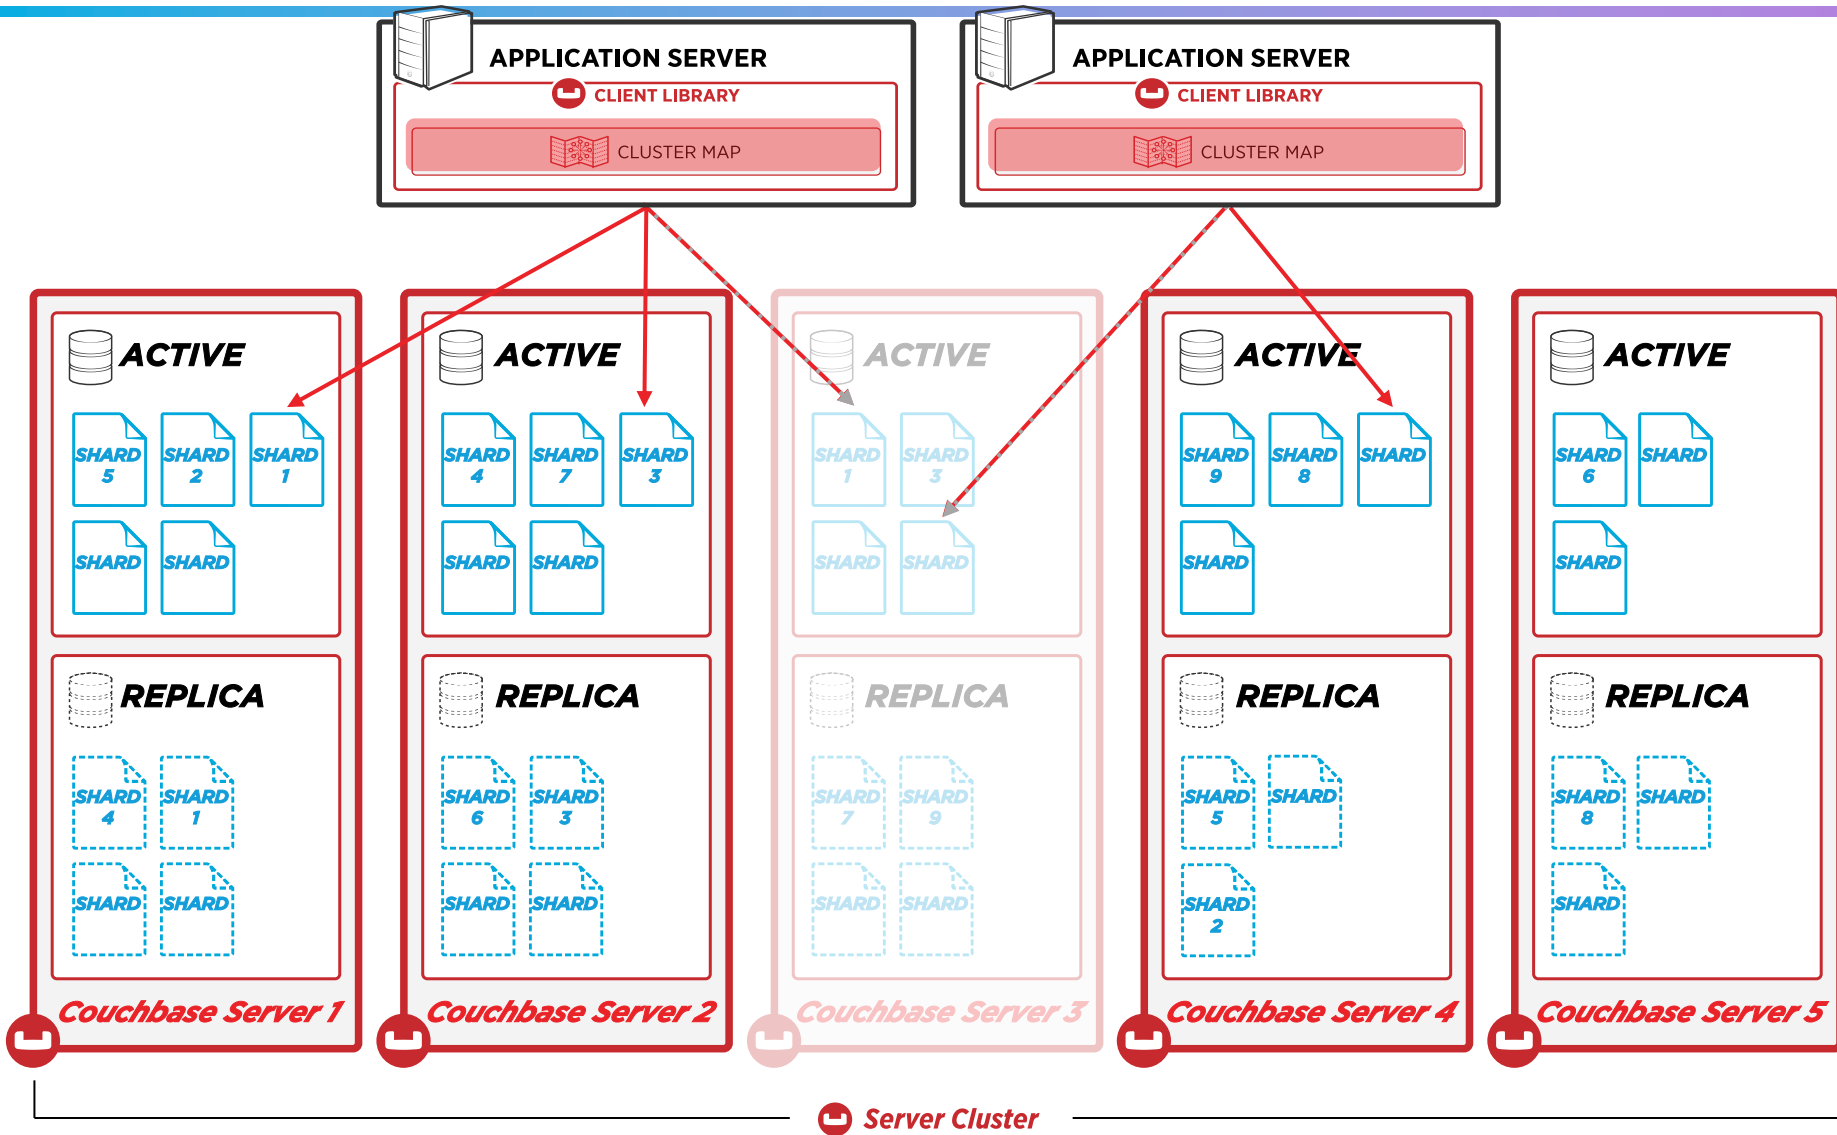 APPLICATION SERVER
CLIENT LIBRARY
CLUSTER MAP
APPLICATION SERVER
CLIENT LIBRARY
CLUSTER MAP
ACTIVE
SHARD
5
SHARD
2
SHARD
1
SHARD
SHARD
REPLICA
SHARD
4
SHARD
1
SHARD
SHARD
Couchbase Server 1
ACTIVE
SHARD
4
SHARD
7
SHARD
3
SHARD
SHARD
REPLICA
SHARD
6
SHARD
3
SHARD
SHARD
Couchbase Server 2
ACTIVE
SHARD
1
SHARD
3
SHARD
SHARD
REPLICA
SHARD
7
SHARD
9
SHARD
SHARD
Couchbase Server 3
ACTIVE
SHARD
9
SHARD
8
SHARD
SHARD
REPLICA
SHARD
5
SHARD
SHARD
2
Couchbase Server 4
ACTIVE
SHARD
6
SHARD
SHARD
REPLICA
SHARD
8
SHARD
SHARD
Couchbase Server 5
Server Cluster